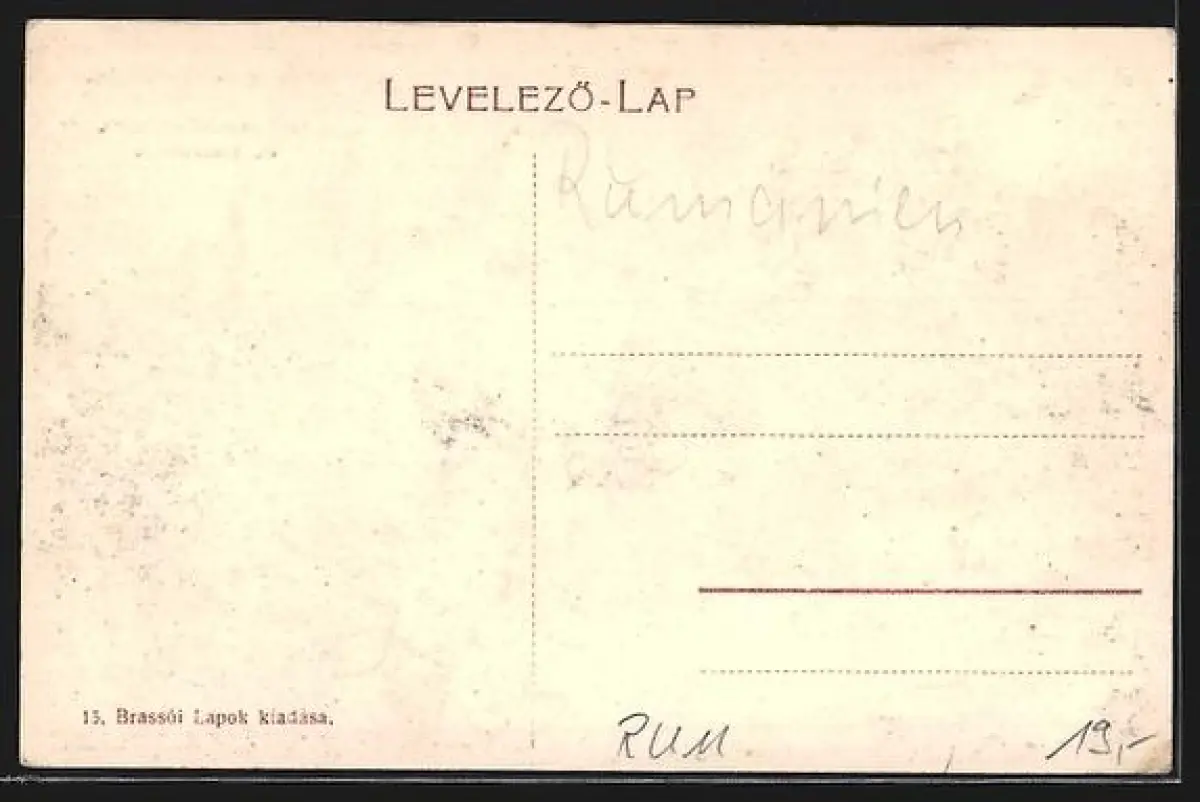 LEVELEZŐ-LAP
Rumänien
15. Brassói Lapok kiadása.
RUM
19,-